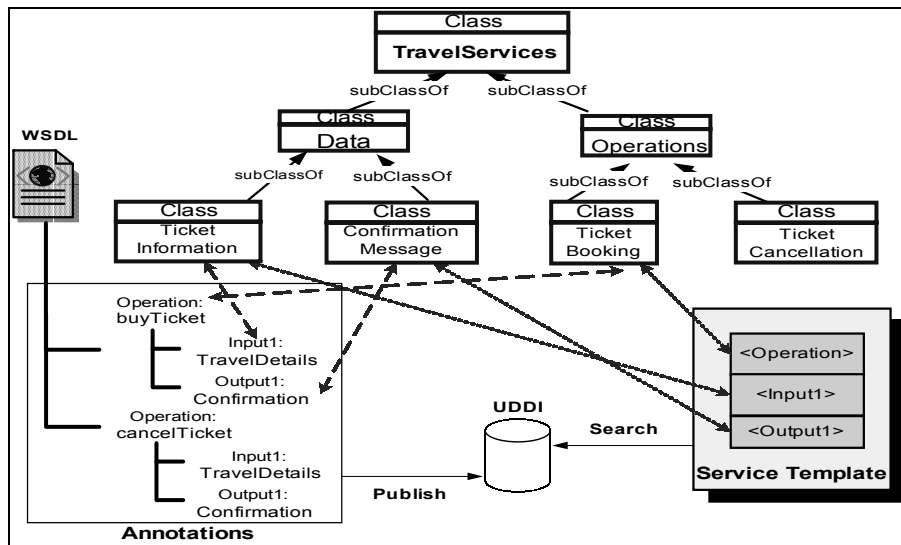 Class
TravelServices
subClassOf
subClassOf
Class
Data
Class
Operations
WSDL
subClassOf
subClassOf
subClassOf
subClassOf
Class
Ticket
Information
Class
Confirmation
Message
Class
Ticket
Booking
Class
Ticket
Cancellation
Operation:
buyTicket
Input1:
TravelDetails
Output1:
Confirmation
Operation:
cancelTicket
Input1:
TravelDetails
Output1:
Confirmation
Annotations
Publish
UDDI
Search
<Operation>
<Input1>
<Output1>
Service Template